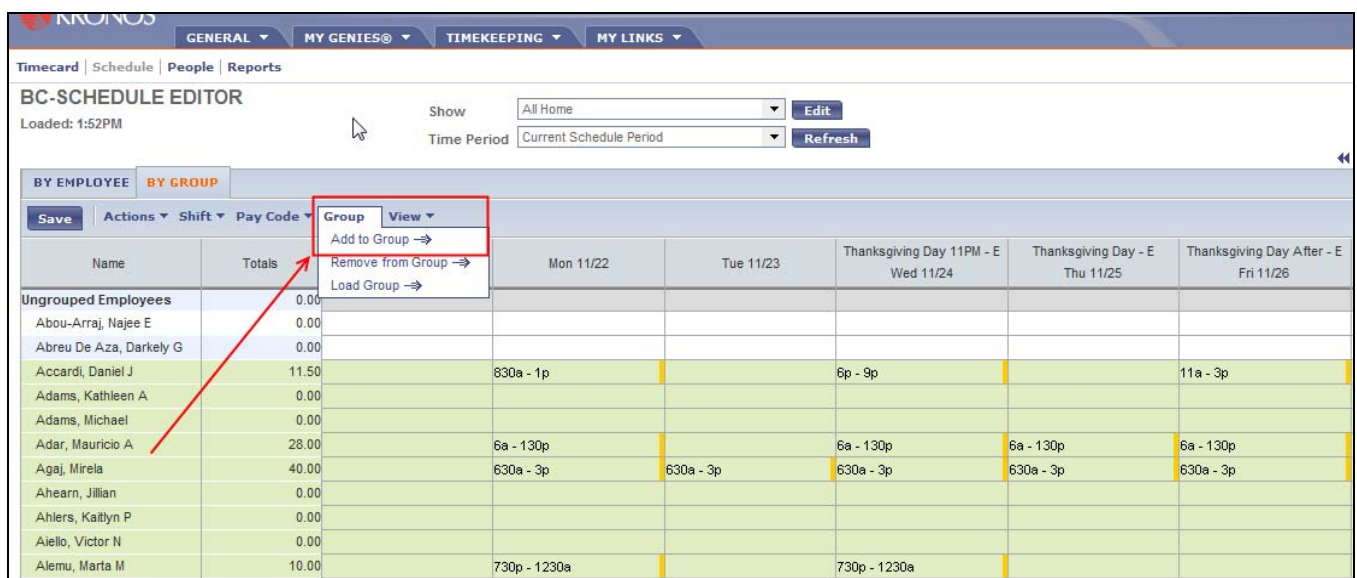 KRONOS
GENERAL MY GENIES® TIMEKEEPING MY LINKS
Timecard | Schedule | People | Reports
BC-SCHEDULE EDITOR
Loaded: 1:52PM
Show All Home Edit
Time Period Current Schedule Period Refresh
BY EMPLOYEE BY GROUP
Save Actions Shift Pay Code Group View
Add to Group
Remove from Group
Load Group
Name Totals Mon 11/22 Tue 11/23 Thanksgiving Day 11PM - E Wed 11/24 Thanksgiving Day - E Thu 11/25 Thanksgiving Day After - E Fri 11/26
Ungrouped Employees 0.00
Abou-Arraj, Najee E 0.00
Abreu De Aza, Darkely G 0.00
Accardi, Daniel J 11.50 830a - 1p 6p - 9p 11a - 3p
Adams, Kathleen A 0.00
Adams, Michael 0.00
Adar, Mauricio A 28.00 6a - 130p 6a - 130p 6a - 130p 6a - 130p
Agaj, Mirela 40.00 630a - 3p 630a - 3p 630a - 3p 630a - 3p 630a - 3p
Ahearn, Jillian 0.00
Ahlers, Kaitlyn P 0.00
Aiello, Victor N 0.00
Alemu, Marta M 10.00 730p - 1230a 730p - 1230a